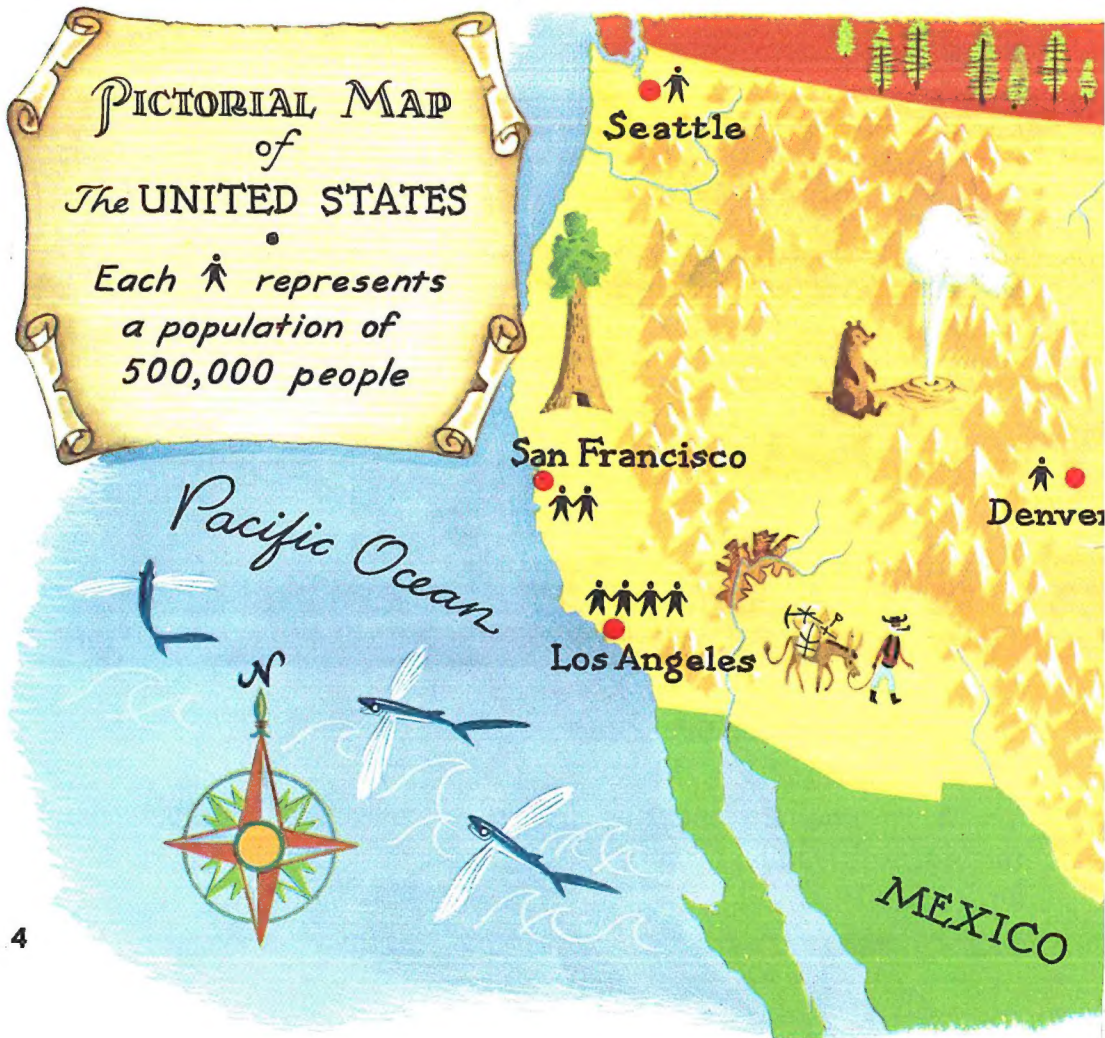 PICTORIAL MAP
of
The UNITED STATES
Each represents
a population of
500,000 people
Seattle
San Francisco
Denver
Pacific Ocean
Los Angeles
N
MEXICO
4